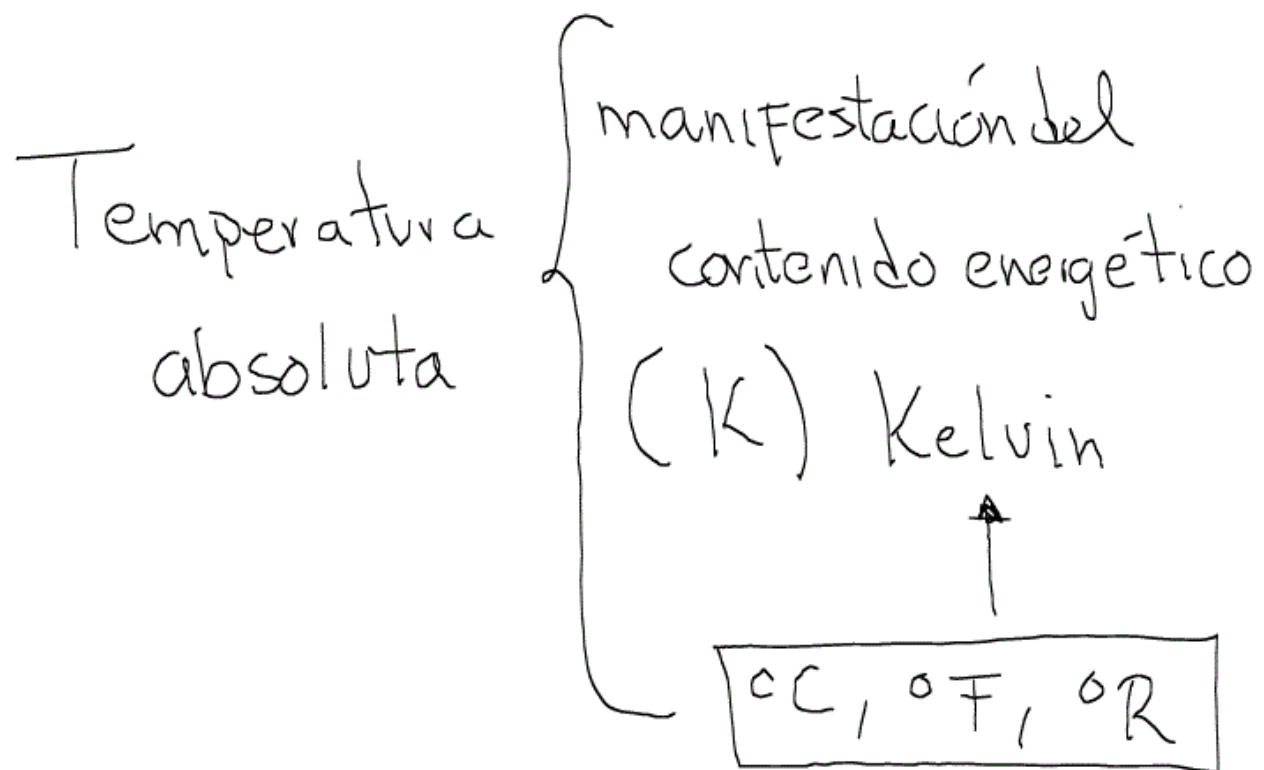 Temperatura
absoluta
manifestación del
contenido energético
(K) Kelvin
°C, °F, °R